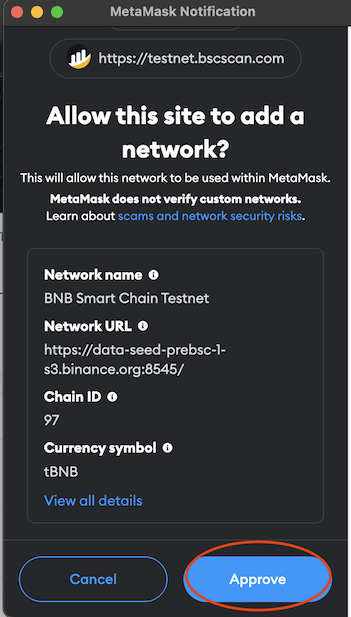 MetaMask Notification
https://testnet.bscscan.com
Allow this site to add a
network?
This will allow this network to be used within MetaMask.
MetaMask does not verify custom networks.
Learn about scams and network security risks.
Network name
BNB Smart Chain Testnet
Network URL
https://data-seed-prebsc-1-
s3.binance.org:8545/
Chain ID
97
Currency symbol
tBNB
View all details
Cancel
Approve